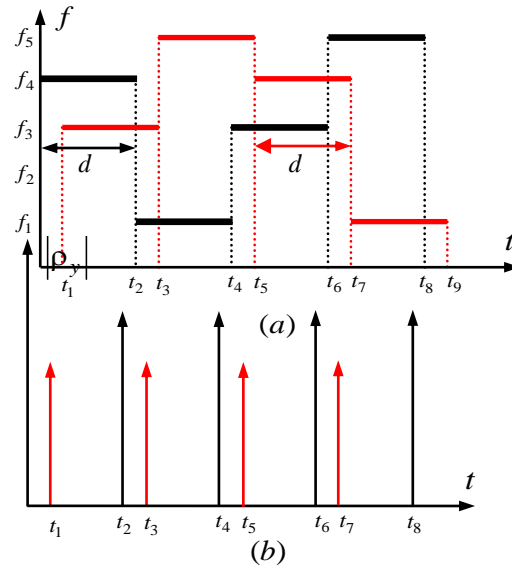 f
f5
f4
f3
d
d
f2
f1
t
|ρy|
t1 t2 t3 t4 t5 t6 t7 t8 t9
(a)
t
t1 t2 t3 t4 t5 t6 t7 t8
(b)